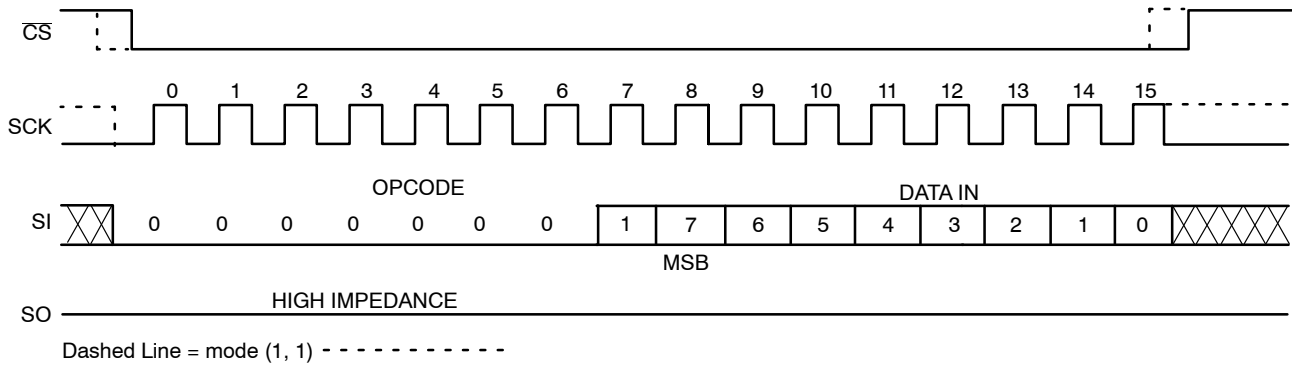 CS
0 1 2 3 4 5 6 7 8 9 10 11 12 13 14 15
SCK
OPCODE DATA IN
SI 0 0 0 0 0 0 0 1 7 6 5 4 3 2 1 0
MSB
HIGH IMPEDANCE
SO
Dashed Line = mode (1, 1)